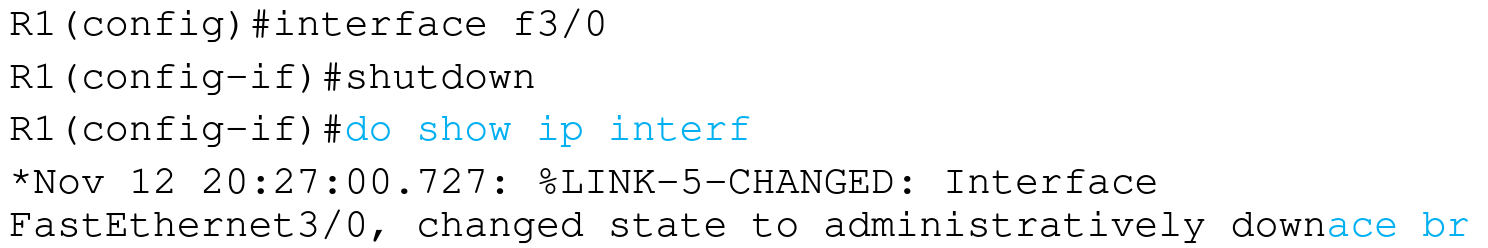 R1(config)#interface f3/0
R1(config-if)#shutdown
R1(config-if)#do show ip interf
*Nov 12 20:27:00.727: %LINK-5-CHANGED: Interface
FastEthernet3/0, changed state to administratively downace br